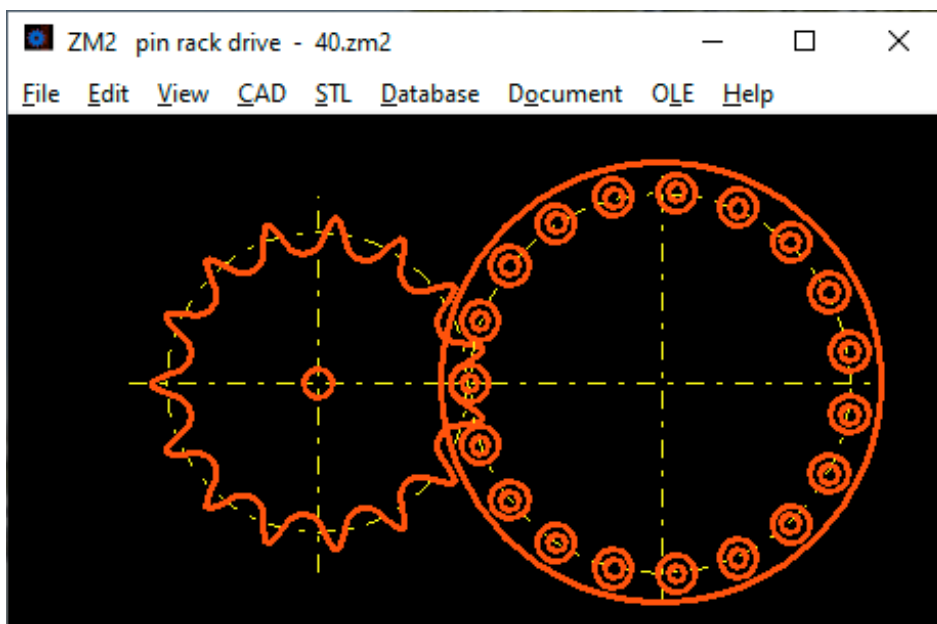 ZM2 pin rack drive - 40.zm2
File Edit View CAD STL Database Document OLE Help